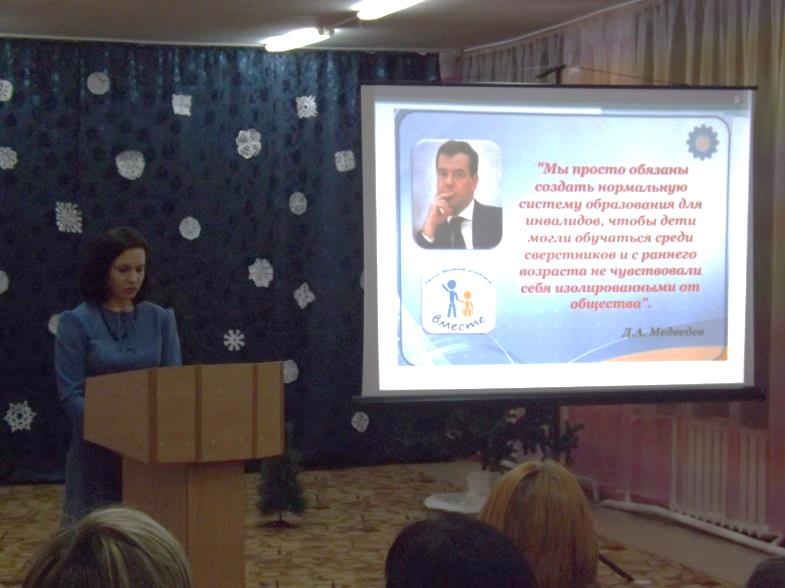 "Мы просто обязаны
создать нормальную
систему образования для
инвалидов, чтобы дети
могли обучаться среди
сверстников и с раннего
возраста не чувствовали
себя изолированными от
общества".
Д.А. Медведев
вместе